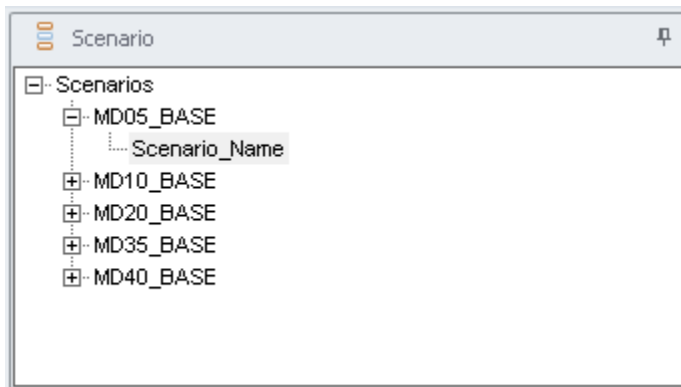 Scenario
Scenarios
MD05_BASE
Scenario_Name
MD10_BASE
MD20_BASE
MD35_BASE
MD40_BASE